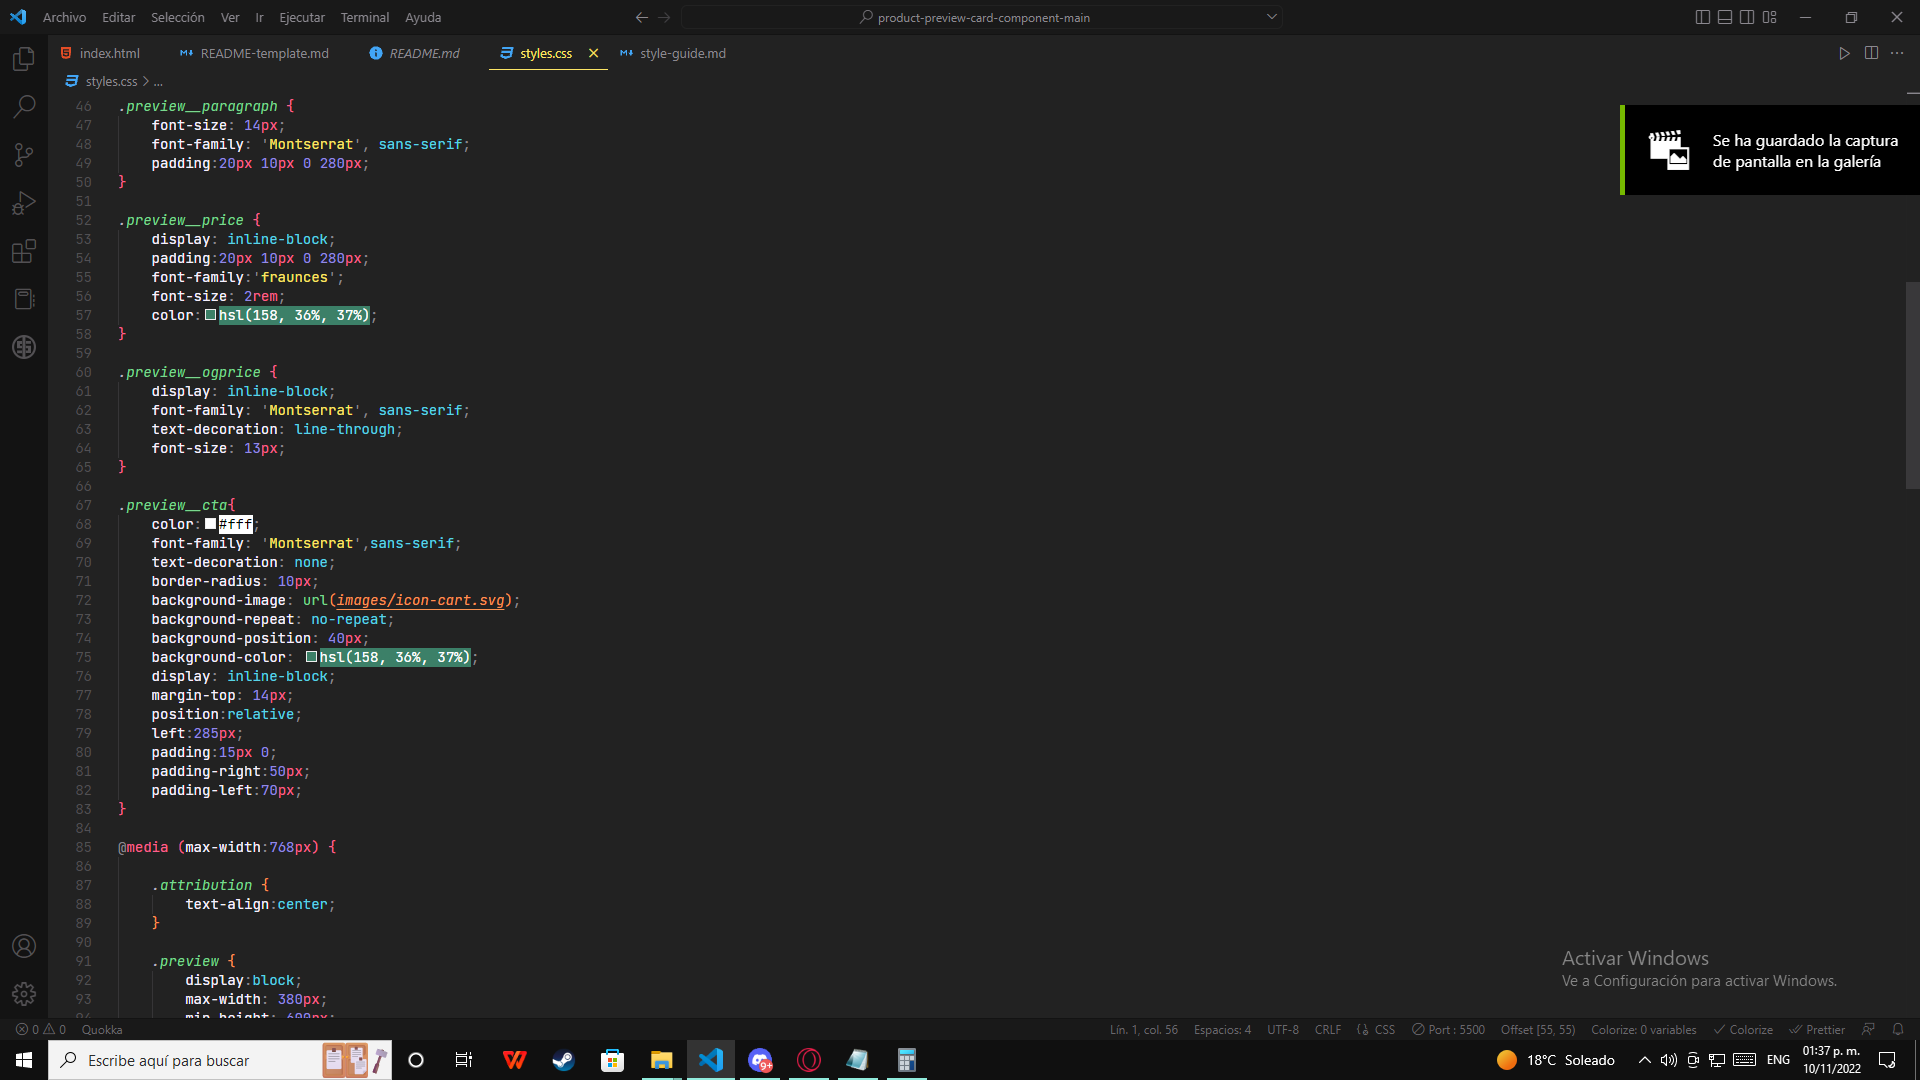 Archivo Editar Selección Ver Ir Ejecutar Terminal Ayuda
product-preview-card-component-main
index.html README-template.md README.md styles.css style-guide.md
styles.css > ...
46 .preview__paragraph {
47 font-size: 14px;
48 font-family: 'Montserrat', sans-serif;
49 padding:20px 10px 0 280px;
50 }
51
52 .preview__price {
53 display: inline-block;
54 padding:20px 10px 0 280px;
55 font-family:'fraunces';
56 font-size: 2rem;
57 color: hsl(158, 36%, 37%);
58 }
59
60 .preview__ogprice {
61 display: inline-block;
62 font-family: 'Montserrat', sans-serif;
63 text-decoration: line-through;
64 font-size: 13px;
65 }
66
67 .preview__cta{
68 color: #fff;
69 font-family: 'Montserrat',sans-serif;
70 text-decoration: none;
71 border-radius: 10px;
72 background-image: url(images/icon-cart.svg);
73 background-repeat: no-repeat;
74 background-position: 40px;
75 background-color: hsl(158, 36%, 37%);
76 display: inline-block;
77 margin-top: 14px;
78 position:relative;
79 left:285px;
80 padding:15px 0;
81 padding-right:50px;
82 padding-left:70px;
83 }
84
85 @media (max-width:768px) {
86
87 .attribution {
88 text-align:center;
89 }
90
91 .preview {
92 display:block;
93 max-width: 380px;
94 min-height: 600px;
Se ha guardado la captura
de pantalla en la galería
Activar Windows
Ve a Configuración para activar Windows.
0 0 Quokka
Lín. 1, col. 56 Espacios: 4 UTF-8 CRLF CSS Port : 5500 Offset [55, 55) Colorize: 0 variables Colorize Prettier
Escribe aquí para buscar
9+
18°C Soleado
ENG
01:37 p. m.
10/11/2022